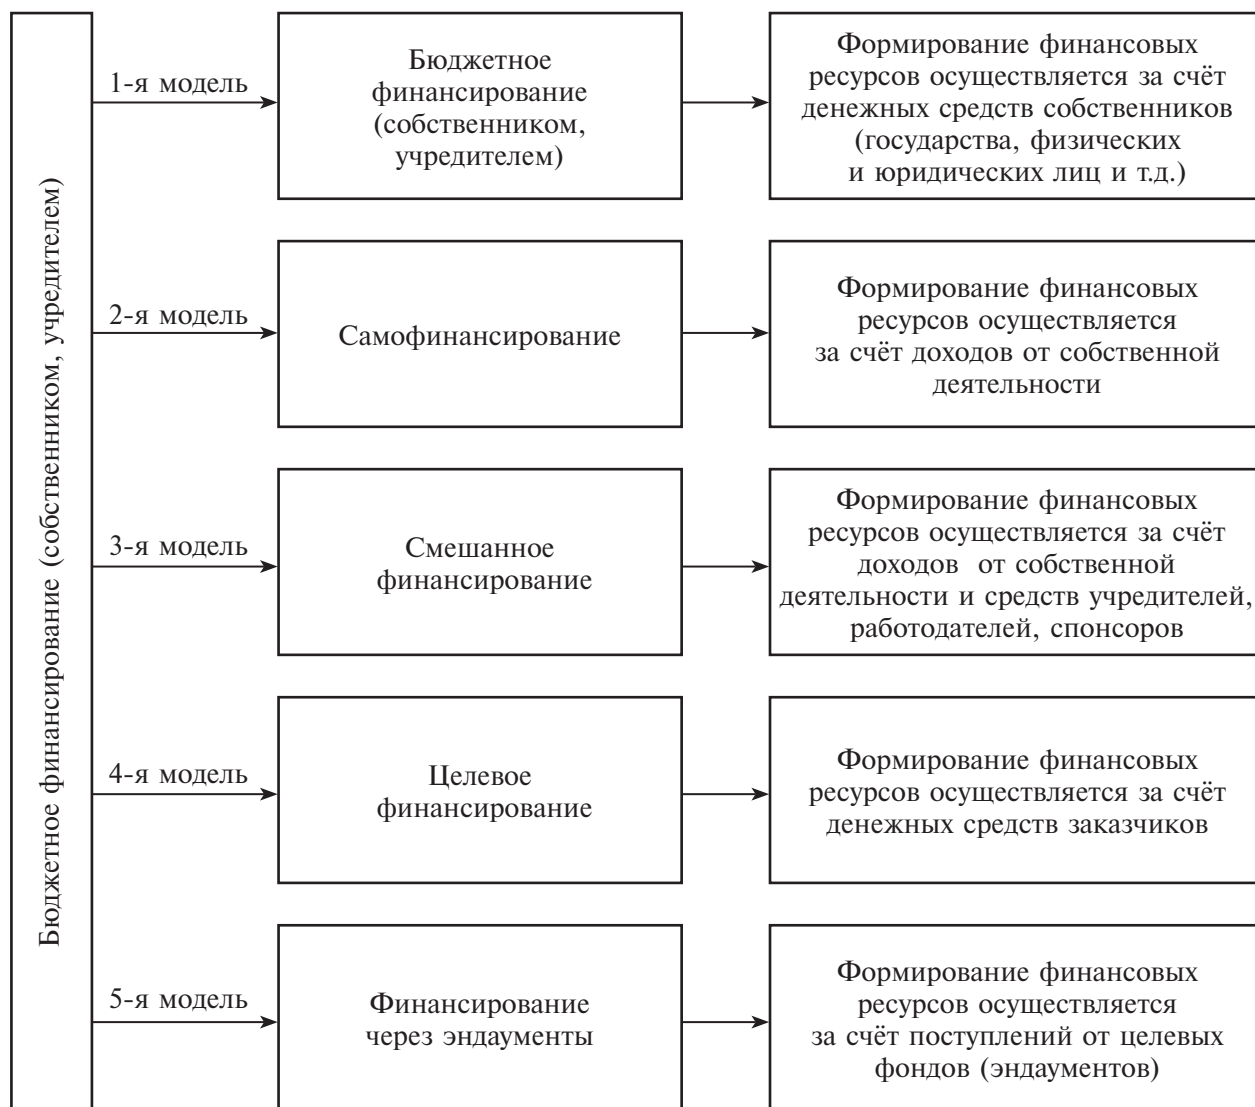 Бюджетное финансирование (собственником, учредителем)
1-я модель
Бюджетное
финансирование
(собственником,
учредителем)
Формирование финансовых
ресурсов осуществляется за счёт
денежных средств собственников
(государства, физических
и юридических лиц и т.д.)
2-я модель
Самофинансирование
Формирование финансовых
ресурсов осуществляется
за счёт доходов от собственной
деятельности
3-я модель
Смешанное
финансирование
Формирование финансовых
ресурсов осуществляется за счёт
доходов от собственной
деятельности и средств учредителей,
работодателей, спонсоров
4-я модель
Целевое
финансирование
Формирование финансовых
ресурсов осуществляется за счёт
денежных средств заказчиков
5-я модель
Финансирование
через эндаументы
Формирование финансовых
ресурсов осуществляется
за счёт поступлений от целевых
фондов (эндаументов)